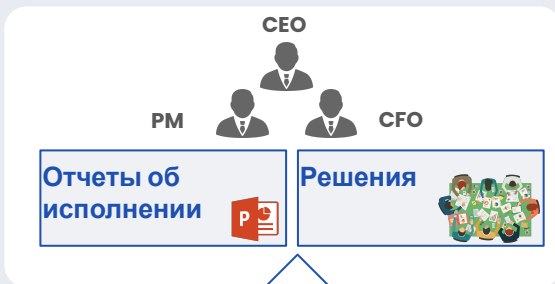 CEO
PM
CFO
Отчеты об
исполнении
P
Решения